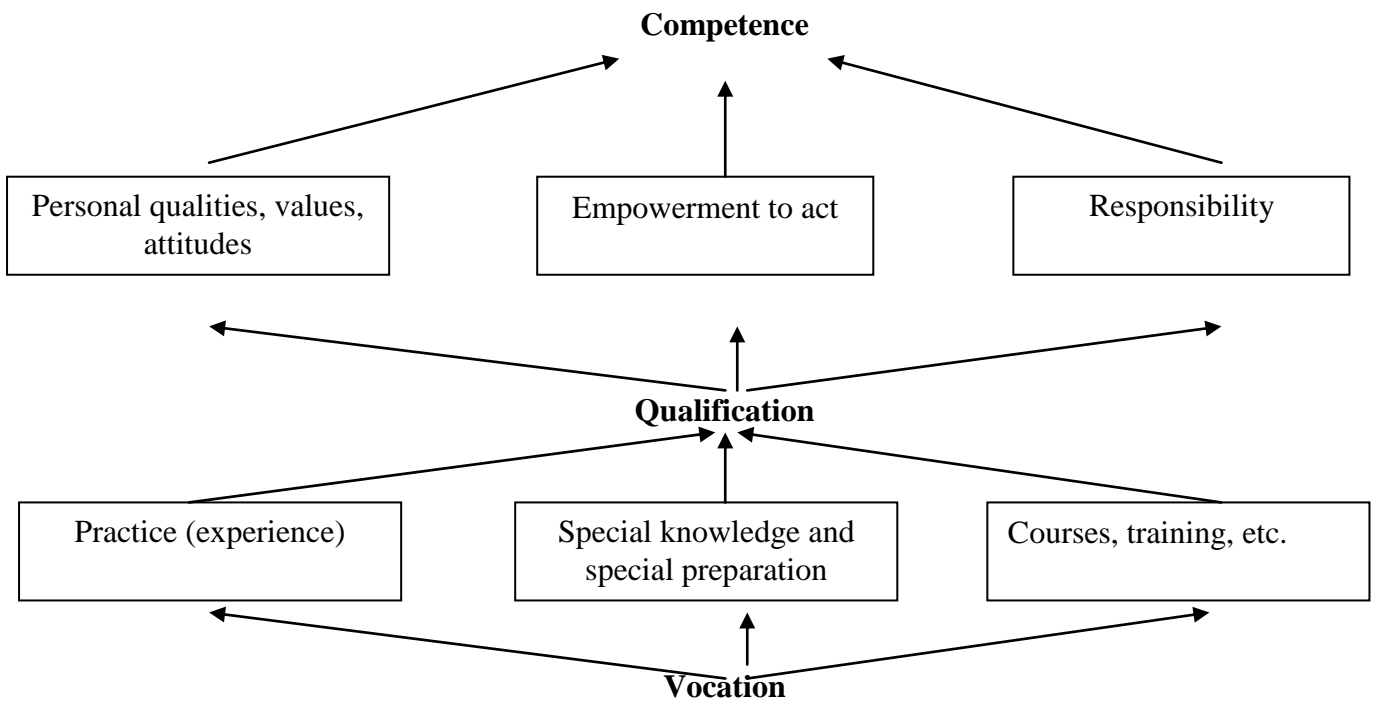 Competence
Personal qualities, values,
attitudes
Empowerment to act
Responsibility
Qualification
Practice (experience)
Special knowledge and
special preparation
Courses, training, etc.
Vocation